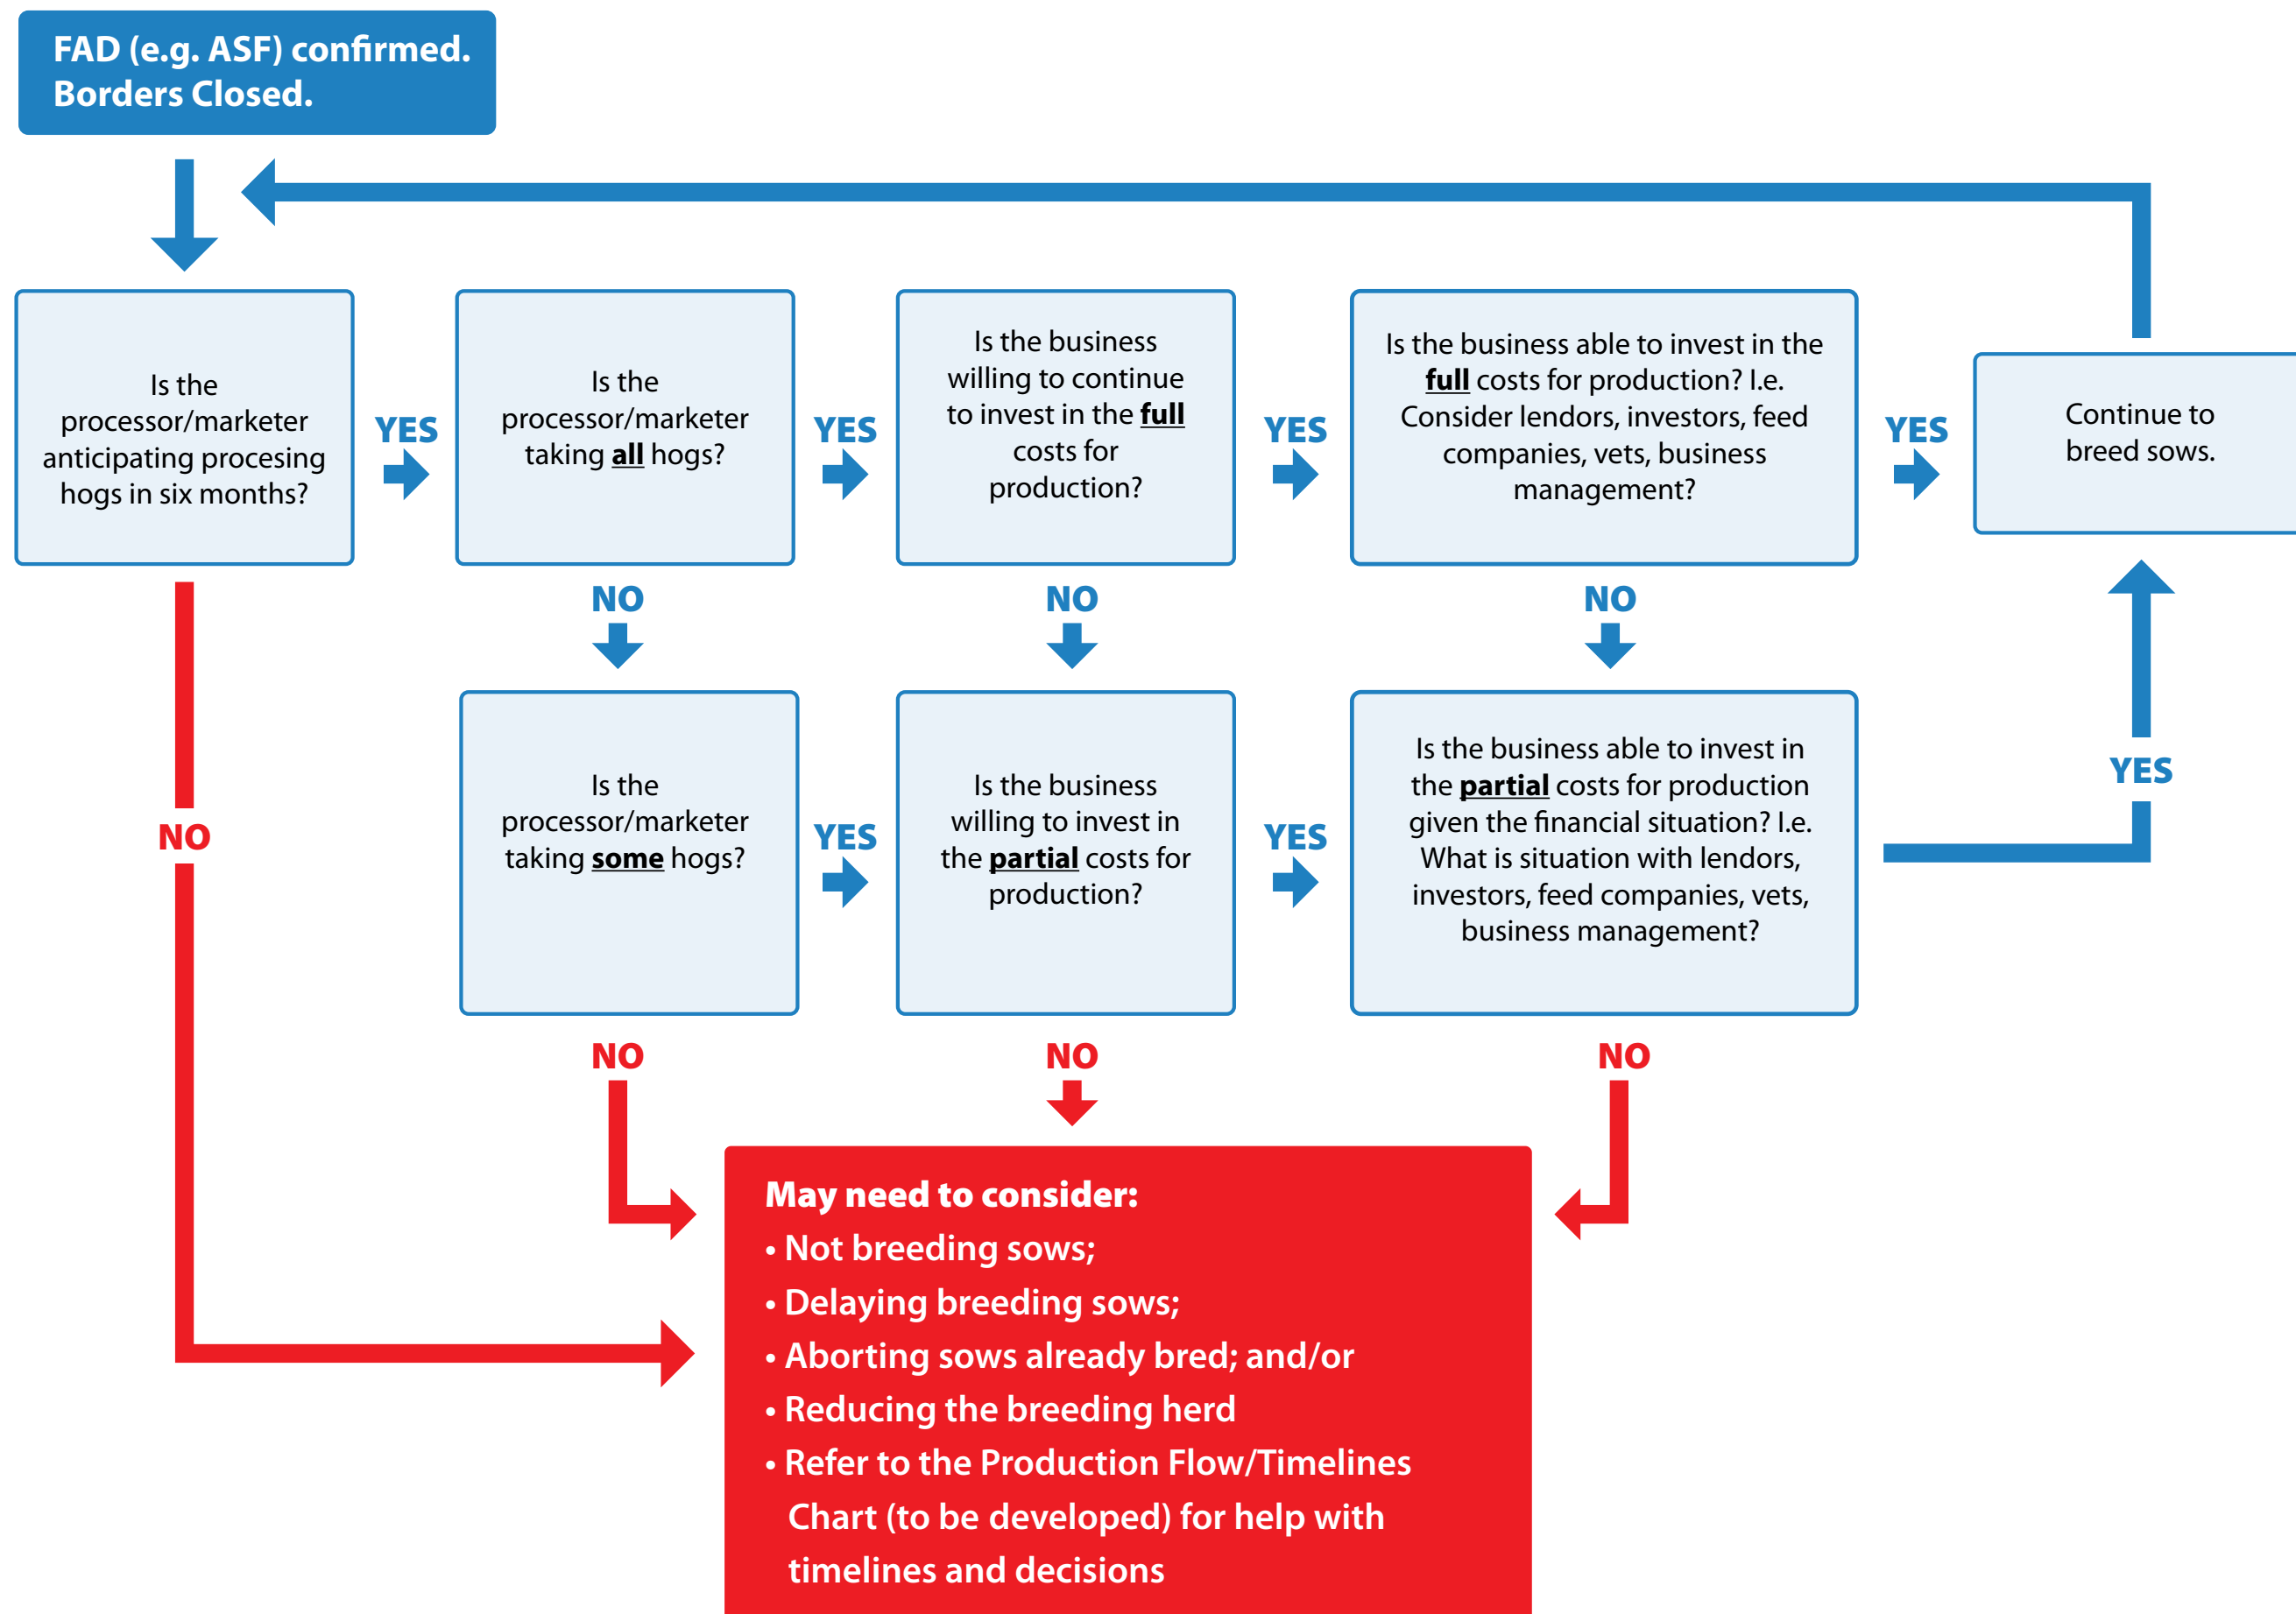 FAD (e.g. ASF) confirmed.
Borders Closed.
Is the
processor/marketer
anticipating procesing
hogs in six months?
YES
Is the
processor/marketer
taking all hogs?
YES
Is the business
willing to continue
to invest in the full
costs for
production?
YES
Is the business able to invest in the
full costs for production? I.e.
Consider lendors, investors, feed
companies, vets, business
management?
YES
Continue to
breed sows.
NO
NO
NO
NO
Is the
processor/marketer
taking some hogs?
YES
Is the business
willing to invest in
the partial costs for
production?
YES
Is the business able to invest in
the partial costs for production
given the financial situation? I.e.
What is situation with lendors,
investors, feed companies, vets,
business management?
YES
NO
NO
NO
May need to consider:
• Not breeding sows;
• Delaying breeding sows;
• Aborting sows already bred; and/or
• Reducing the breeding herd
• Refer to the Production Flow/Timelines
Chart (to be developed) for help with
timelines and decisions